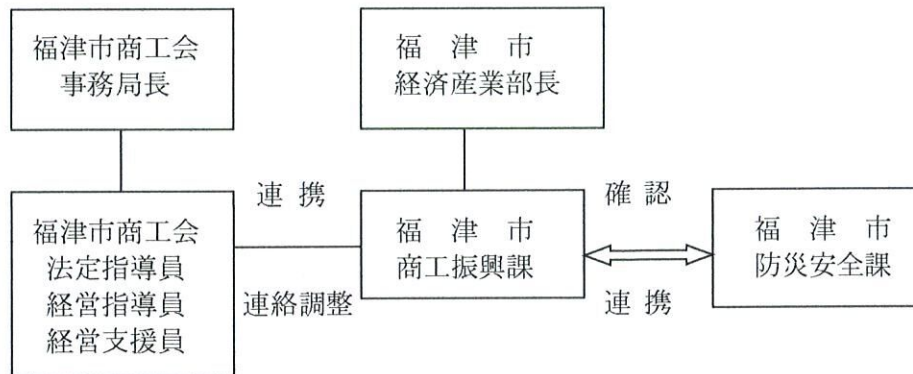 福津市商工会
事務局長
福 津 市
経済産業部長
福津市商工会
法定指導員
経営指導員
経営支援員
連 携
連絡調整
福 津 市
商工振興課
確 認
連 携
福 津 市
防災安全課